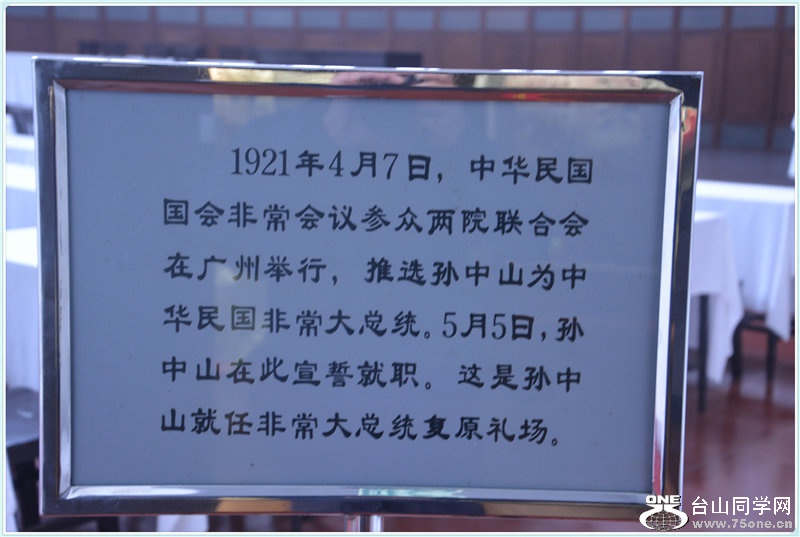 1921年4月7日，中华民国
国会非常会议参众两院联合会
在广州举行，推选孙中山为中
华民国非常大总统。5月5日，孙
中山在此宣誓就职。这是孙中
山就任非常大总统复原礼场。
ONE
台山同学网
www.75one.cn